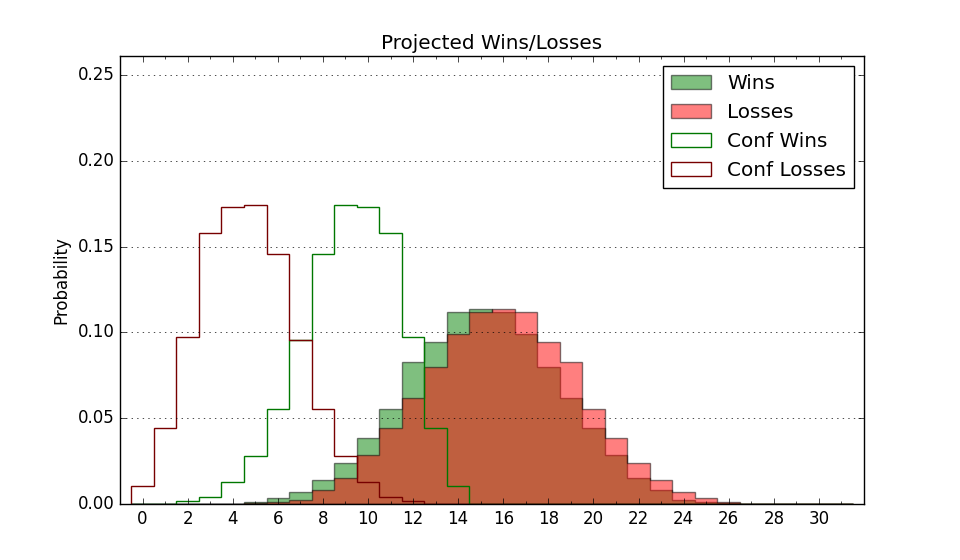 Projected Wins/Losses
0.25
0.20
0.15
0.10
0.05
0.00
Probability
Wins
Losses
Conf Wins
Conf Losses
0 2 4 6 8 10 12 14 16 18 20 22 24 26 28 30